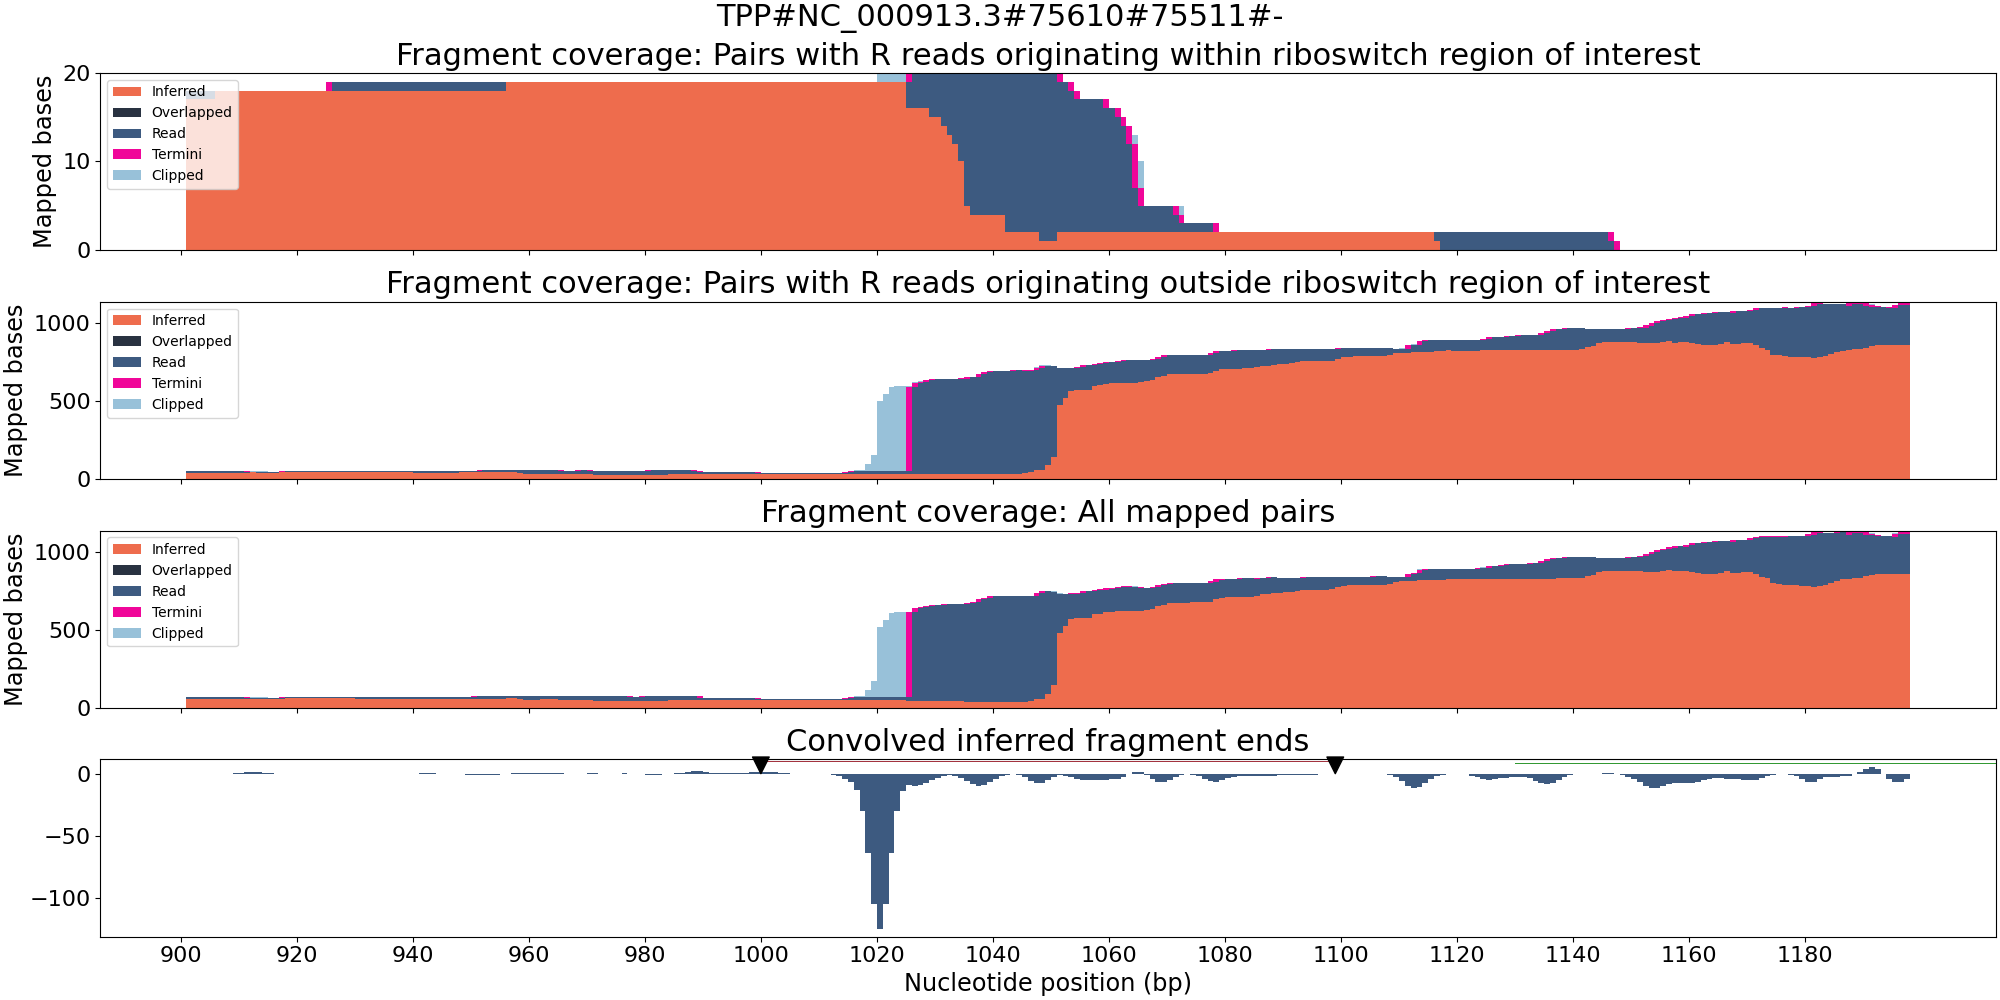 TPP#NC_000913.3#75610#75511#-
Fragment coverage: Pairs with R reads originating within riboswitch region of interest
Mapped bases
20
10
0
Inferred
Overlapped
Read
Termini
Clipped
Fragment coverage: Pairs with R reads originating outside riboswitch region of interest
Mapped bases
1000
500
0
Inferred
Overlapped
Read
Termini
Clipped
Fragment coverage: All mapped pairs
Mapped bases
1000
500
0
Inferred
Overlapped
Read
Termini
Clipped
Convolved inferred fragment ends
0
−50
−100
900 920 940 960 980 1000 1020 1040 1060 1080 1100 1120 1140 1160 1180
Nucleotide position (bp)